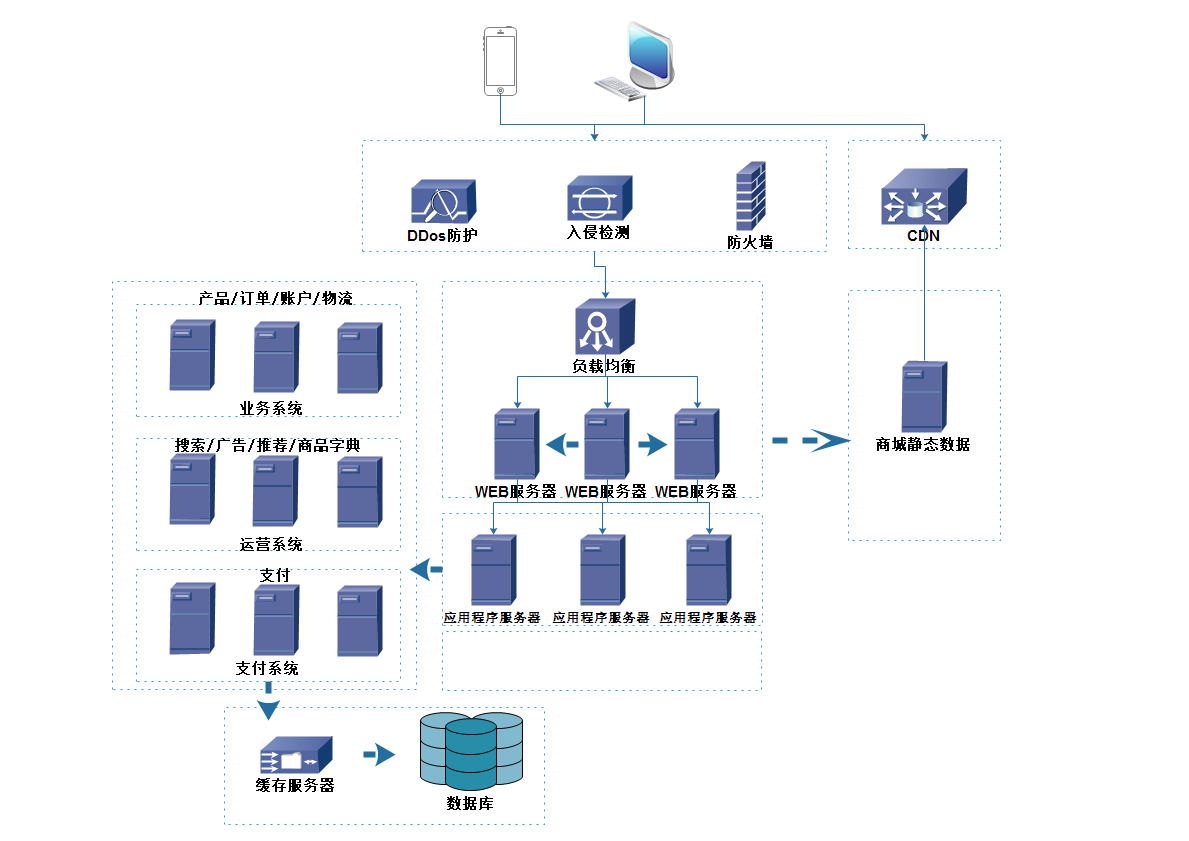 DDos防护
入侵检测
防火墙
CDN
产品/订单/账户/物流
业务系统
搜索/广告/推荐/商品字典
运营系统
支付
支付系统
负载均衡
WEB服务器
WEB服务器
WEB服务器
商城静态数据
应用程序服务器
应用程序服务器
应用程序服务器
缓存服务器
数据库